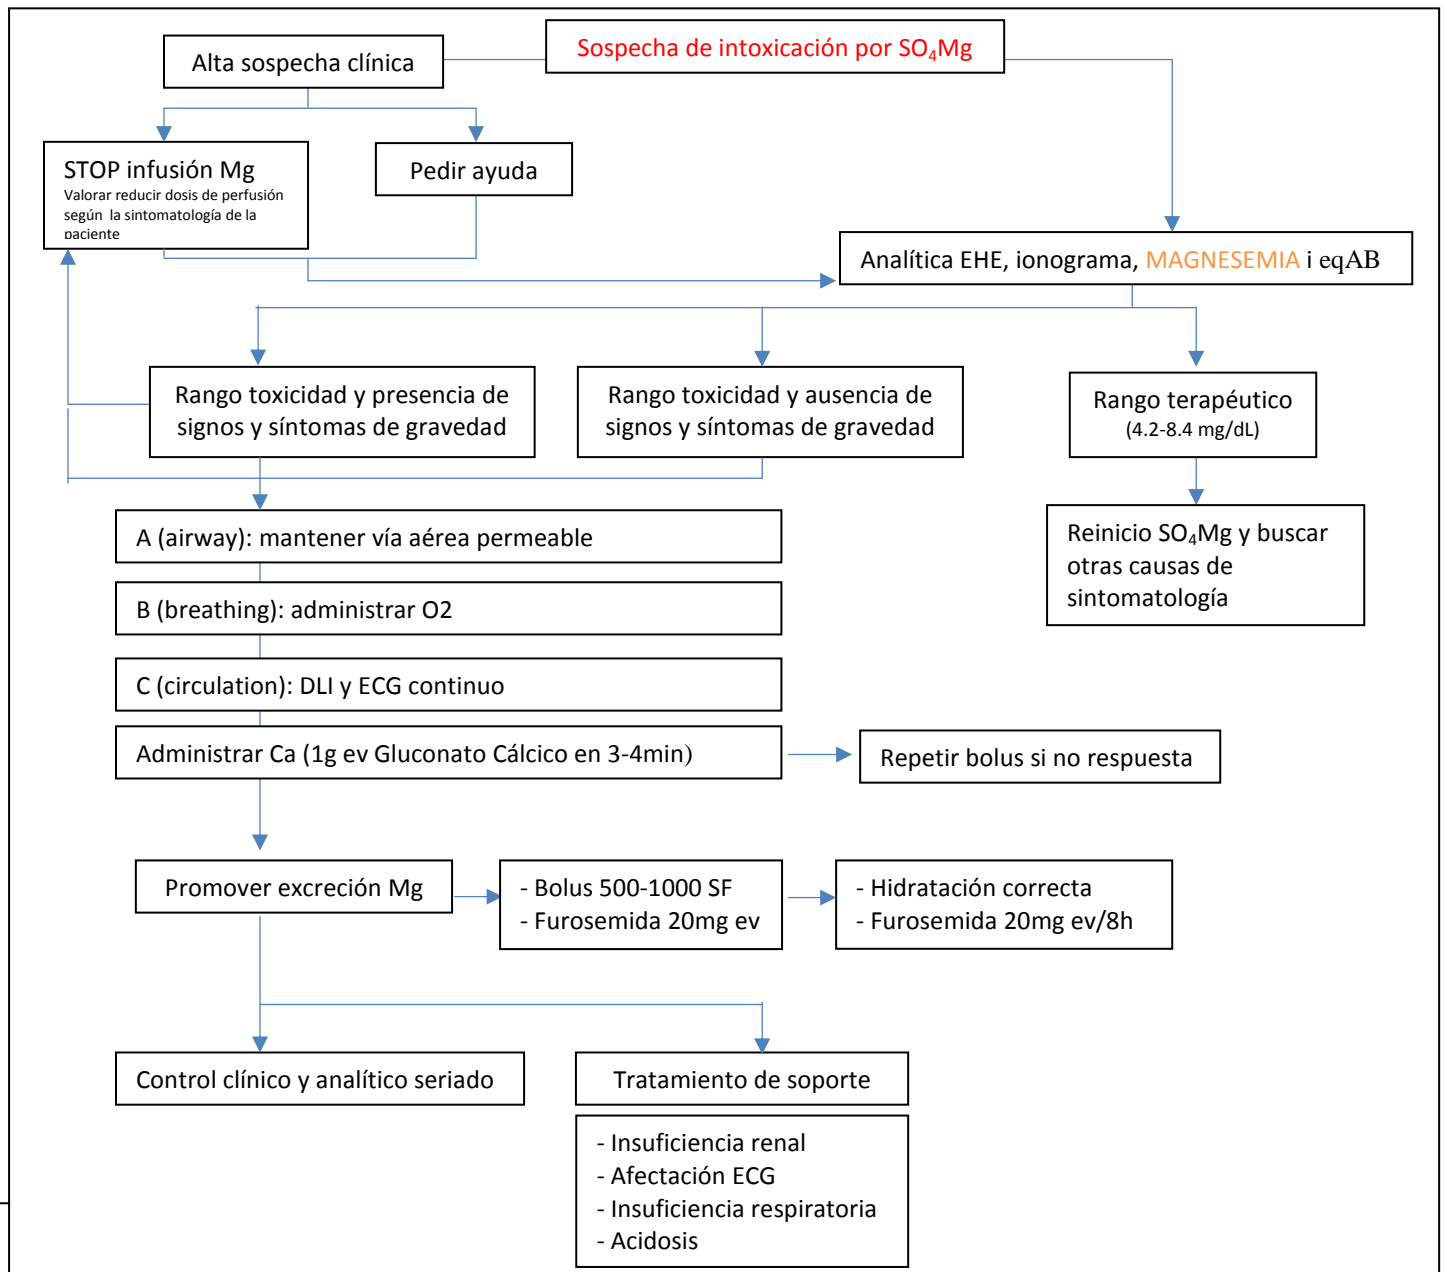 Sospecha de intoxicación por SO₄Mg
Alta sospecha clínica
STOP infusión Mg
Valorar reducir dosis de perfusión
según la sintomatología de la
paciente
Pedir ayuda
Analítica EHE, ionograma, MAGNESEMIA i eqAB
Rango toxicidad y presencia de
signos y síntomas de gravedad
Rango toxicidad y ausencia de
signos y síntomas de gravedad
Rango terapéutico
(4.2-8.4 mg/dL)
Reinicio SO₄Mg y buscar
otras causas de
sintomatología
A (airway): mantener vía aérea permeable
B (breathing): administrar O2
C (circulation): DLI y ECG continuo
Administrar Ca (1g ev Gluconato Cálcico en 3-4min)
Repetir bolus si no respuesta
Promover excreción Mg
- Bolus 500-1000 SF
- Furosemida 20mg ev
- Hidratación correcta
- Furosemida 20mg ev/8h
Control clínico y analítico seriado
Tratamiento de soporte
- Insuficiencia renal
- Afectación ECG
- Insuficiencia respiratoria
- Acidosis